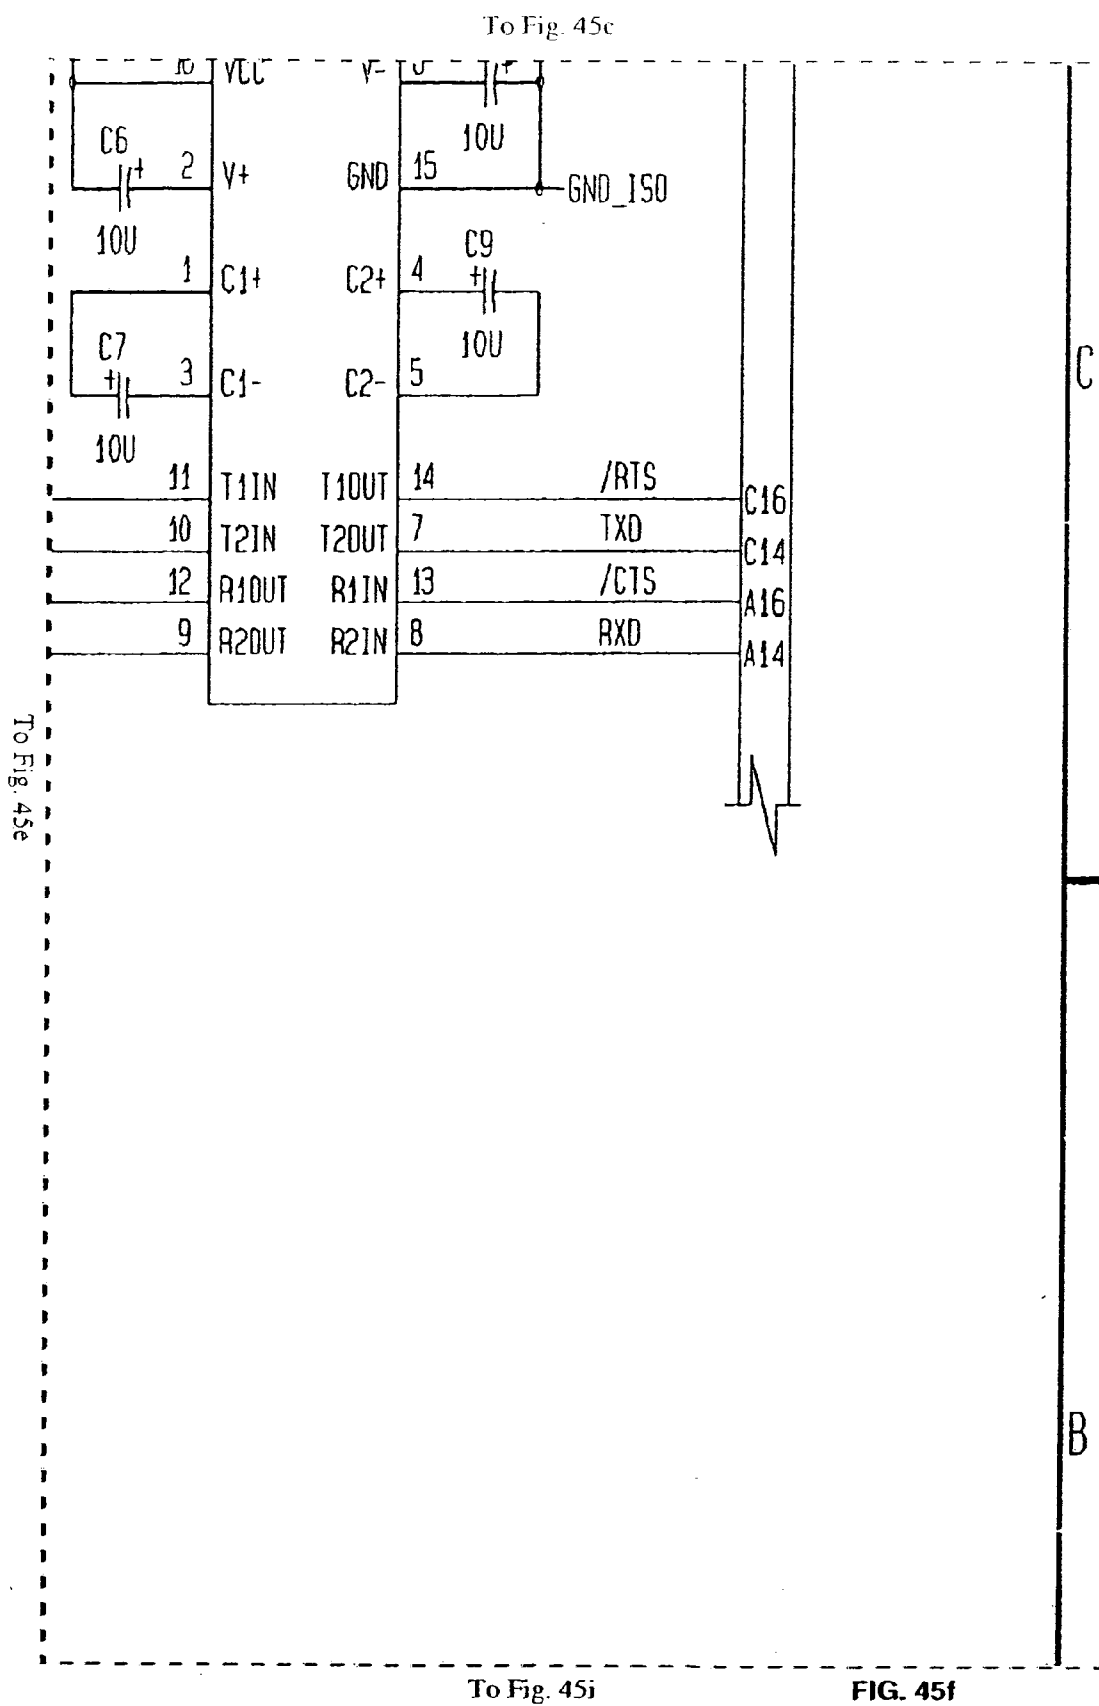 To Fig. 45c
16 VCC V- 6
C6 + 10U
10U 2 V+ GND 15 GND_ISO
C9
1 C1+ C2+ 4 +
C7 10U
+ 3 C1- C2- 5 C
10U
11 T1IN T1OUT 14 /RTS C16
10 T2IN T2OUT 7 TXD C14
12 R1OUT R1IN 13 /CTS A16
9 R2OUT R2IN 8 RXD A14
To Fig. 45e
B
To Fig. 45i
FIG. 45f